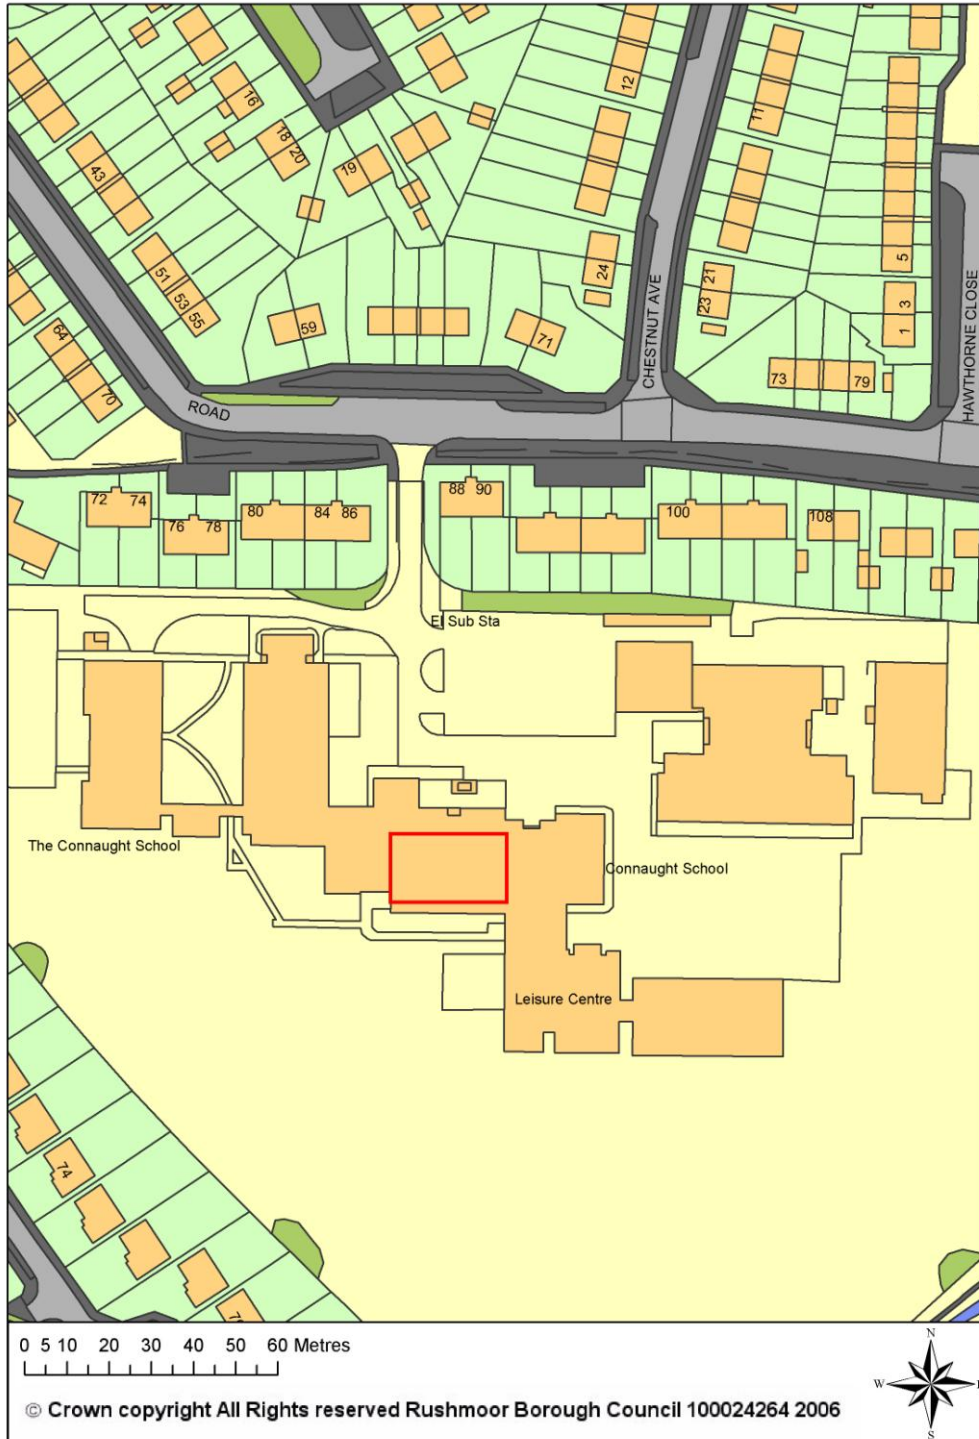 12
11
16
18
20
19
43
5
24
21
23
51
53
55
3
1
59
71
64
70
73
79
CHESTNUT AVE
HAWTHORNE CLOSE
ROAD
72 74
76 78
80
84 86
88 90
100
108
El Sub Sta
The Connaught School
Connaught School
Leisure Centre
74
0 5 10 20 30 40 50 60 Metres
N
W
S
© Crown copyright All Rights reserved Rushmoor Borough Council 100024264 2006